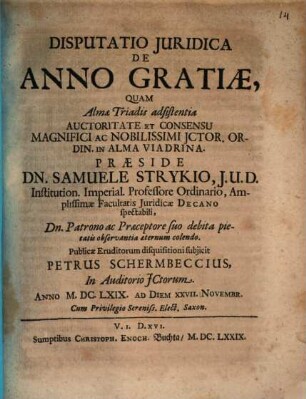 14
DISPUTATIO JURIDICA
DE
ANNO GRATIÆ,
QUAM
Almæ Triadis adsistentia
AUCTORITATE ET CONSENSU
MAGNIFICI AC NOBILISSIMI JCTOR. OR-
DIN. IN ALMA VIADRINA.
PRÆSIDE
DN. SAMUELE STRYKIO, J.U.D.
Institution. Imperial. Professore Ordinario, Am-
plissimæ Facultatis Juridicæ DECANO
spectabili,
Dn. Patrono ac Præceptore suo debita pie-
tatis observantia æternum colendo.
Publicæ Eruditorum disquisitioni subjicit
PETRUS SCHERMBECCIUS,
In Auditorio JCtorum.
ANNO M. DC. LXIX. AD DIEM XXVII. NOVEMBR.
Cum Privilegio Sereniss. Elect. Saxon.
V. I. D. XVI.
Sumptibus CHRISTOPH. ENOCH. Buchta/ M. DC. LXXIX.